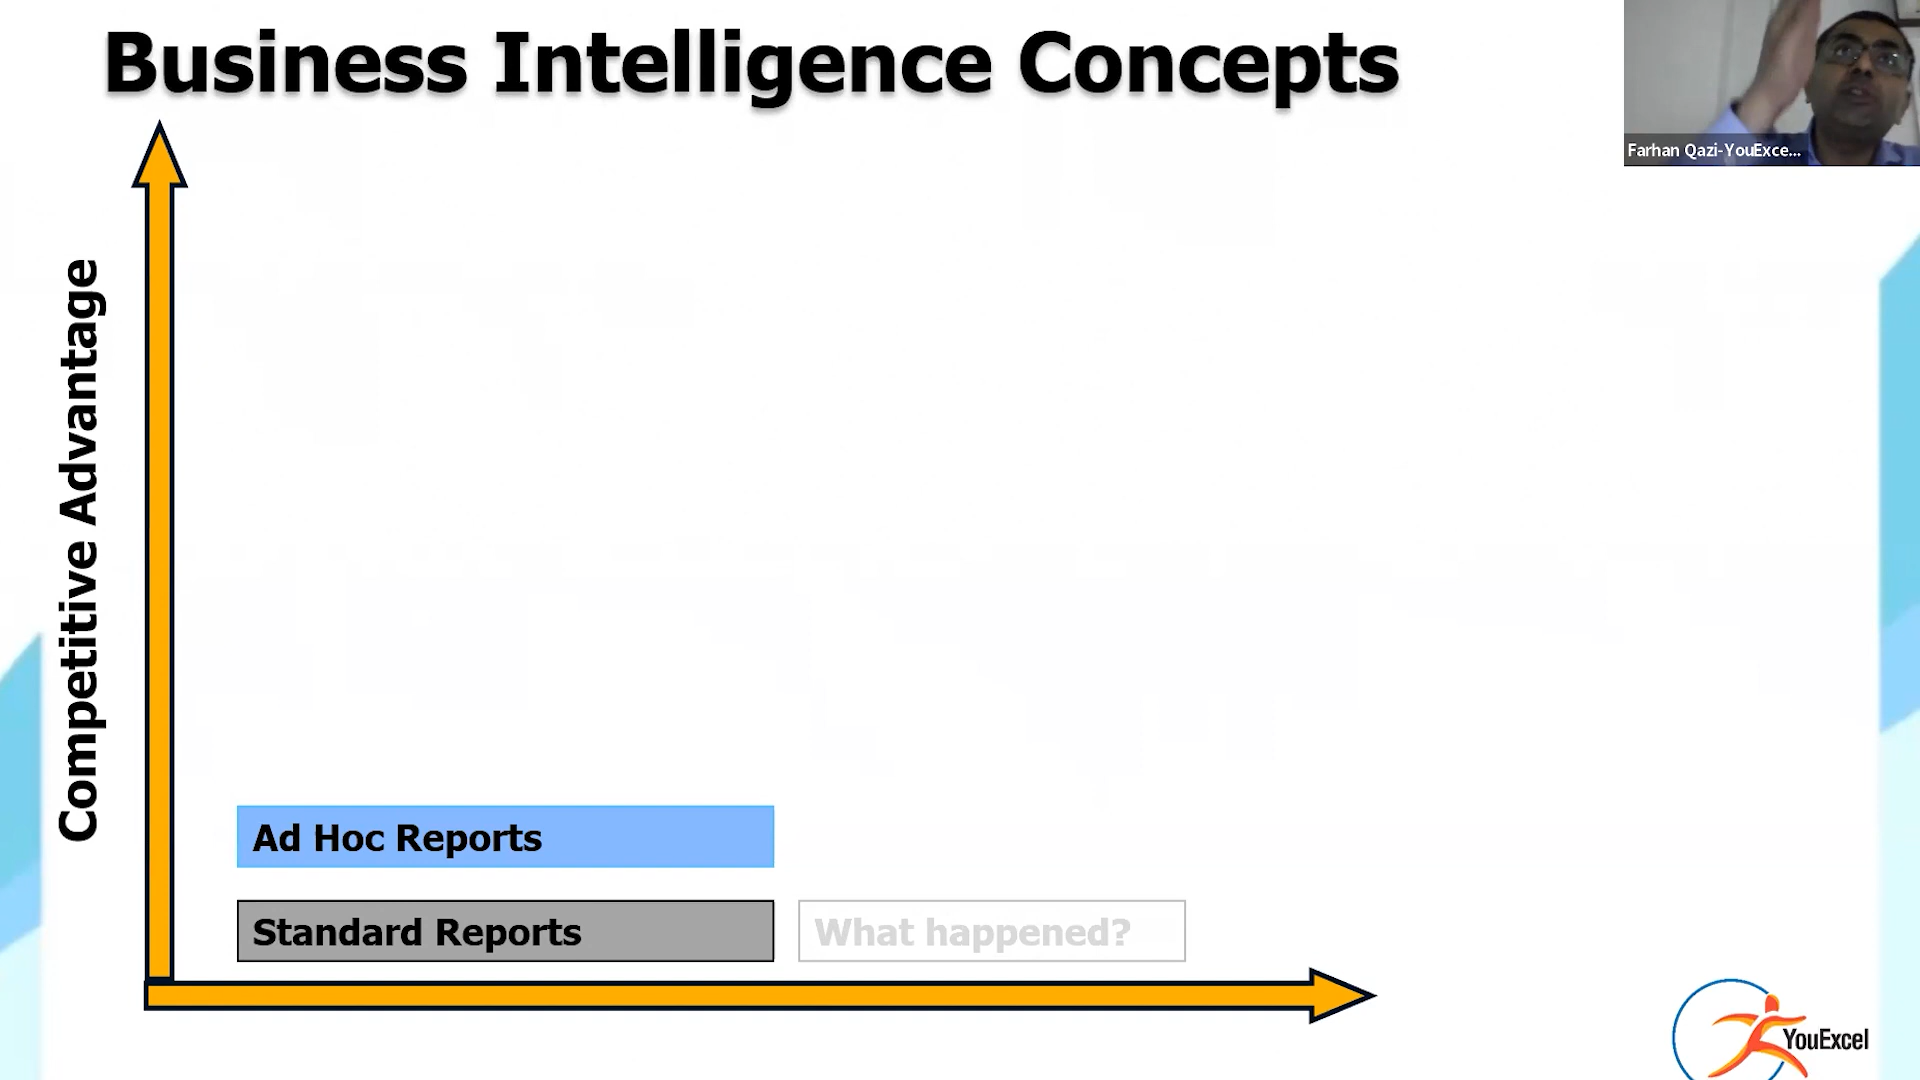 Business Intelligence Concepts
Farhan Qazi-YouExce...
Competitive Advantage
Ad Hoc Reports
Standard Reports
What happened?
YouExcel